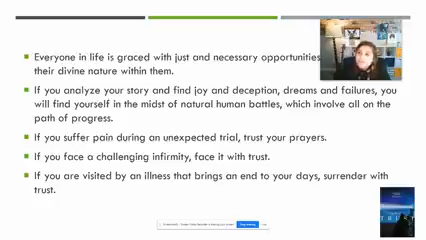 Everyone in life is graced with just and necessary opportunities
their divine nature within them.
If you analyze your story and find joy and deception, dreams and failures, you
will find yourself in the midst of natural human battles, which involve all on the
path of progress.
If you suffer pain during an unexpected trial, trust your prayers.
If you face a challenging infirmity, face it with trust.
If you are visited by an illness that brings an end to your days, surrender with
trust.
TRUST